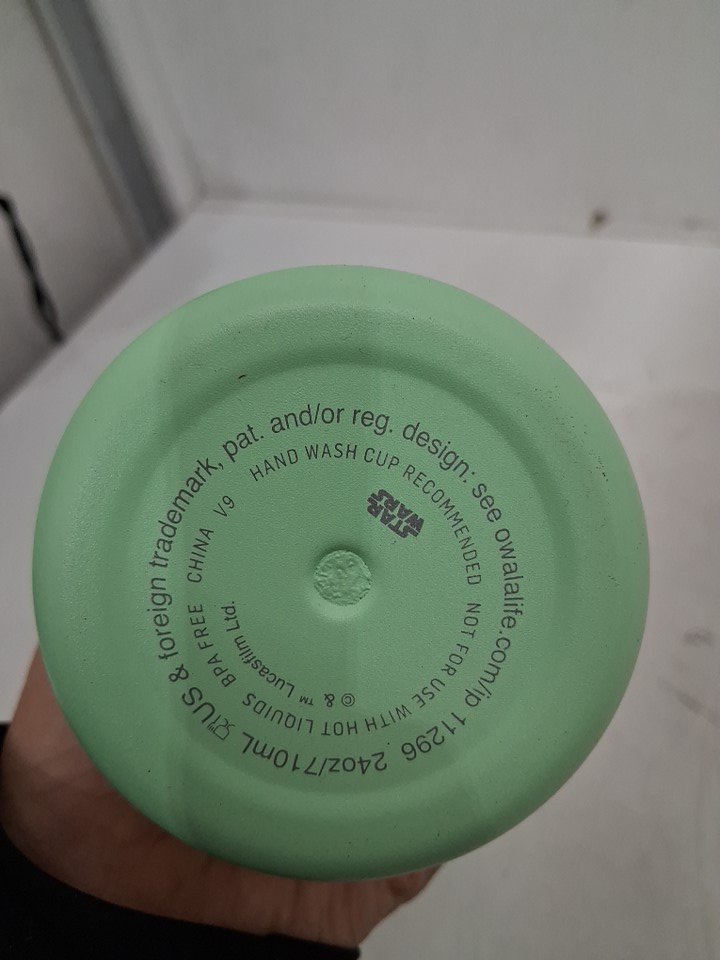 US & foreign trademark, pat. and/or reg. design: see owalalife.com/ip 11296 24oz/710mL
HAND WASH CUP RECOMMENDED NOT FOR USE WITH HOT LIQUIDS BPA FREE CHINA V9
STAR
WARS
© & ™ Lucasfilm Ltd.